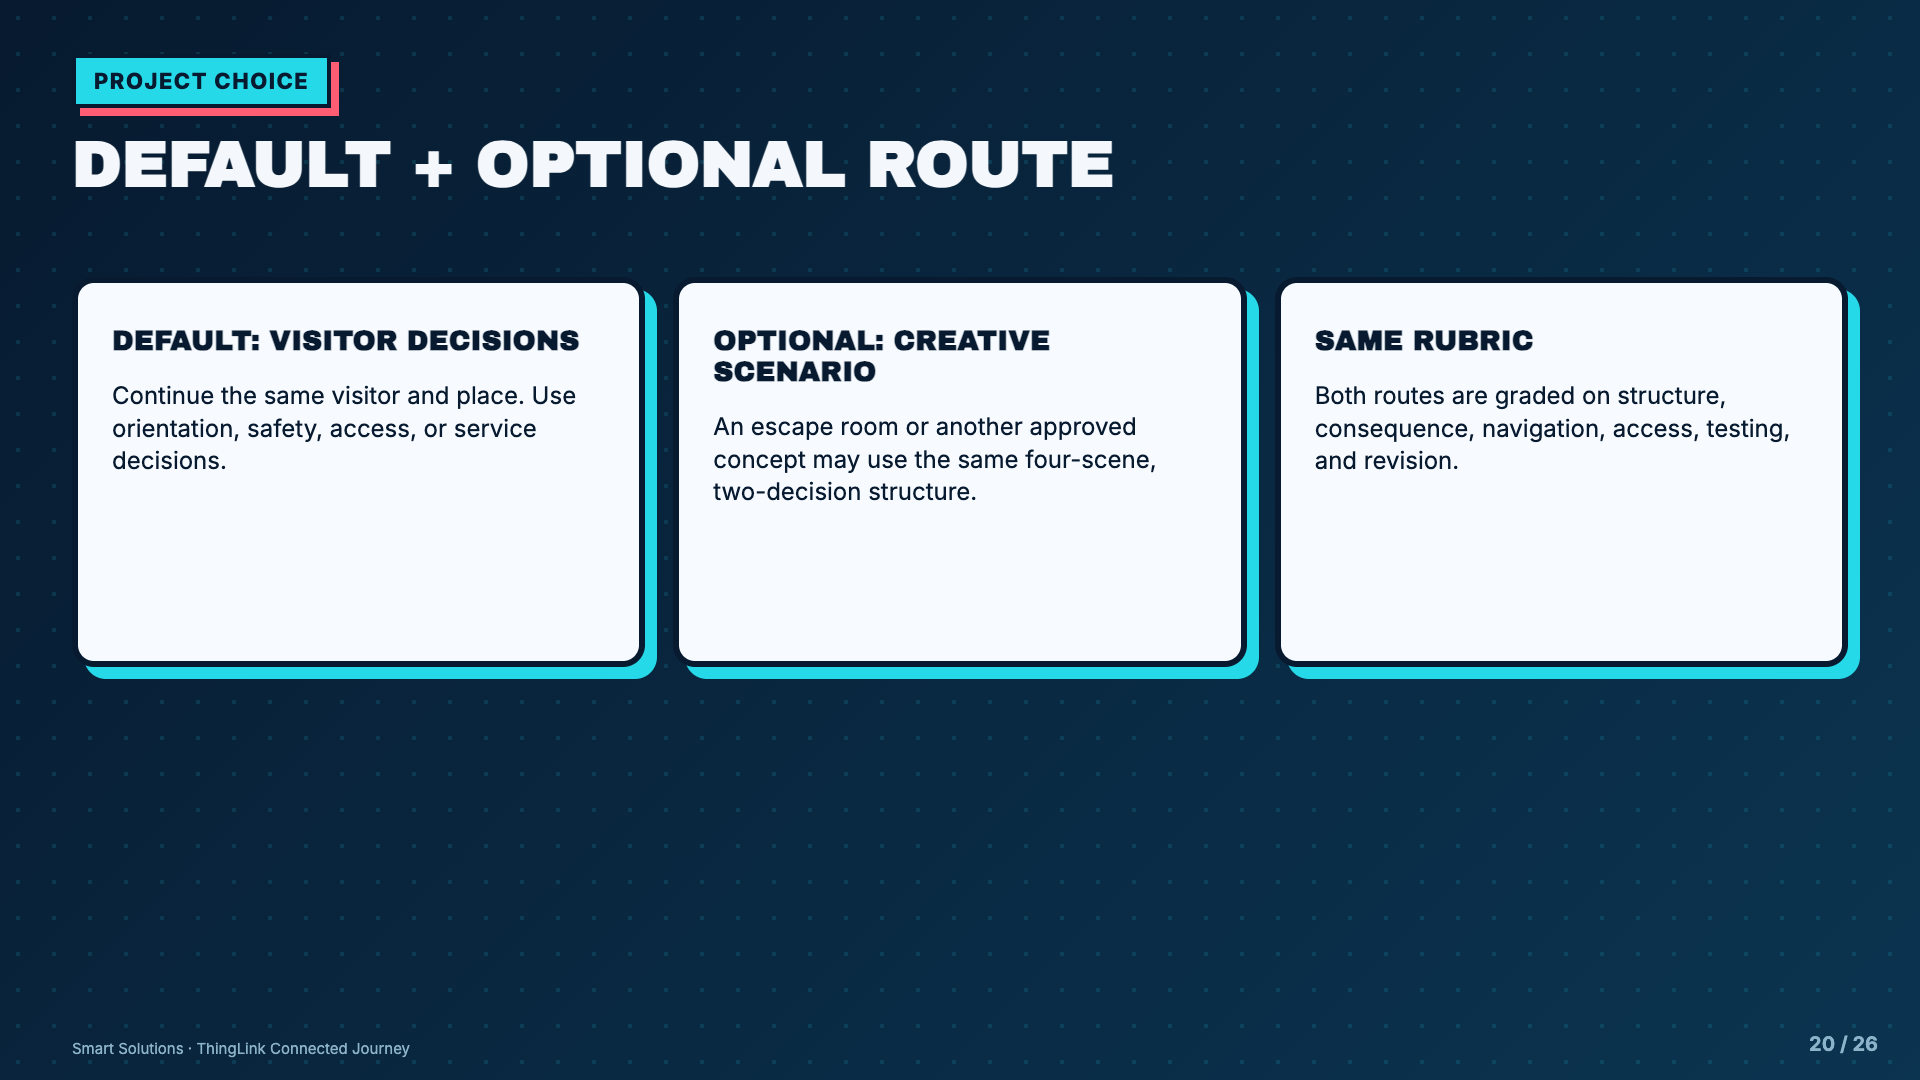 PROJECT CHOICE
DEFAULT + OPTIONAL ROUTE
DEFAULT: VISITOR DECISIONS
Continue the same visitor and place. Use
orientation, safety, access, or service
decisions.
OPTIONAL: CREATIVE
SCENARIO
An escape room or another approved
concept may use the same four-scene,
two-decision structure.
SAME RUBRIC
Both routes are graded on structure,
consequence, navigation, access, testing,
and revision.
Smart Solutions · ThingLink Connected Journey
20 / 26